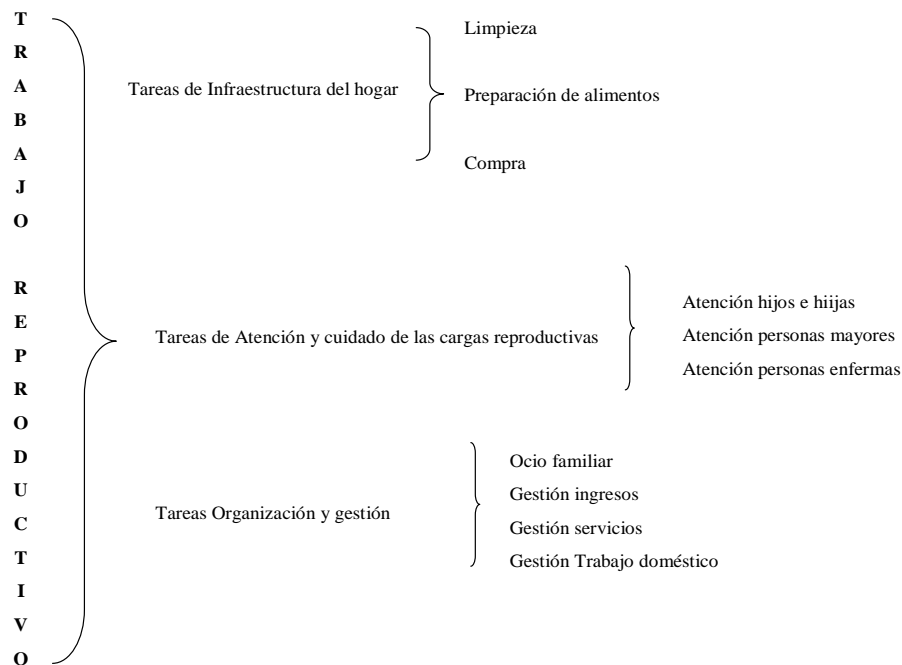 TRABAJO REPRODUCTIVO
Tareas de Infraestructura del hogar
Limpieza
Preparación de alimentos
Compra
Tareas de Atención y cuidado de las cargas reproductivas
Atención hijos e hiijas
Atención personas mayores
Atención personas enfermas
Tareas Organización y gestión
Ocio familiar
Gestión ingresos
Gestión servicios
Gestión Trabajo doméstico